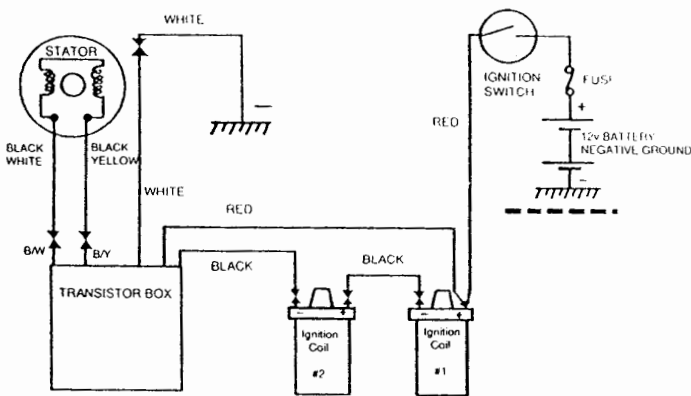 WHITE
STATOR
IGNITION
SWITCH
FUSE
+
12v BATTERY
NEGATIVE GROUND
−
−
BLACK
WHITE
BLACK
YELLOW
WHITE
RED
RED
B/W
B/Y
BLACK
BLACK
TRANSISTOR BOX
− +
Ignition
Coil
#2
− +
Ignition
Coil
#1